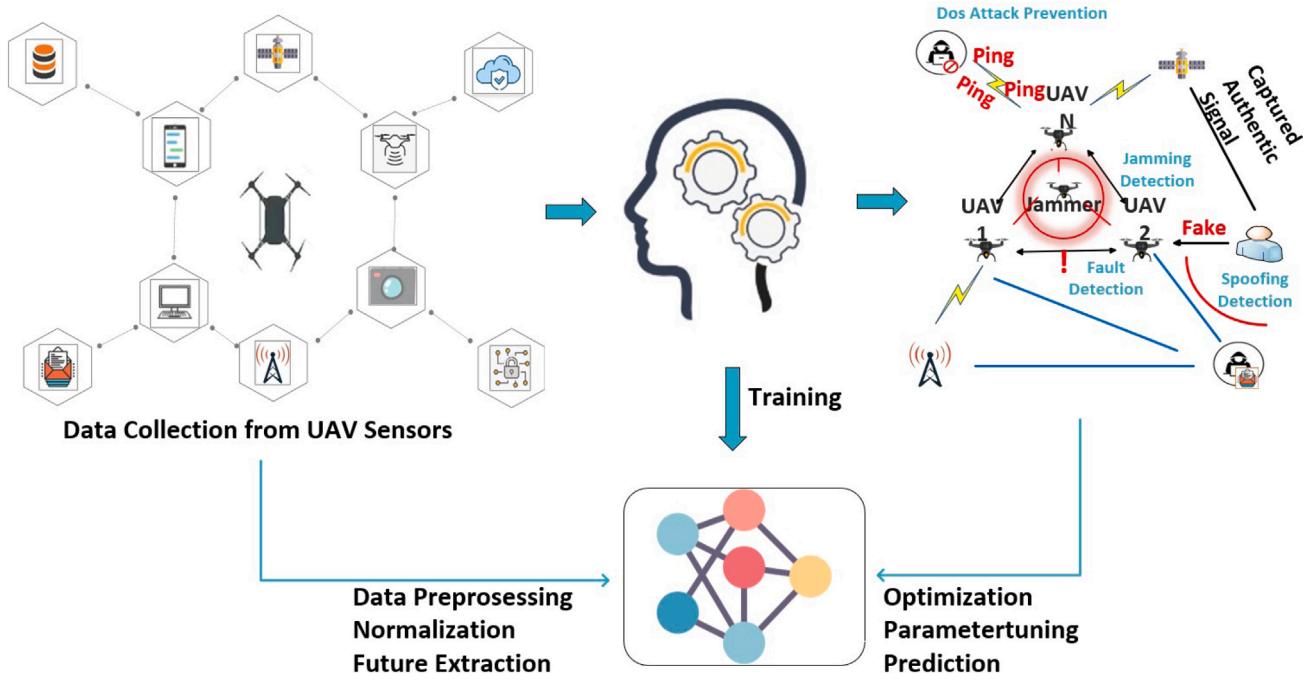 Dos Attack Prevention
Ping
Ping
Ping
UAV
N
Captured
Authentic
Signal
Jamming
Detection
UAV
1
Jammer
UAV
2
Fake
!
Fault
Detection
Spoofing
Detection
Data Collection from UAV Sensors
Training
Data Preprosessing
Normalization
Future Extraction
Optimization
Parametertuning
Prediction